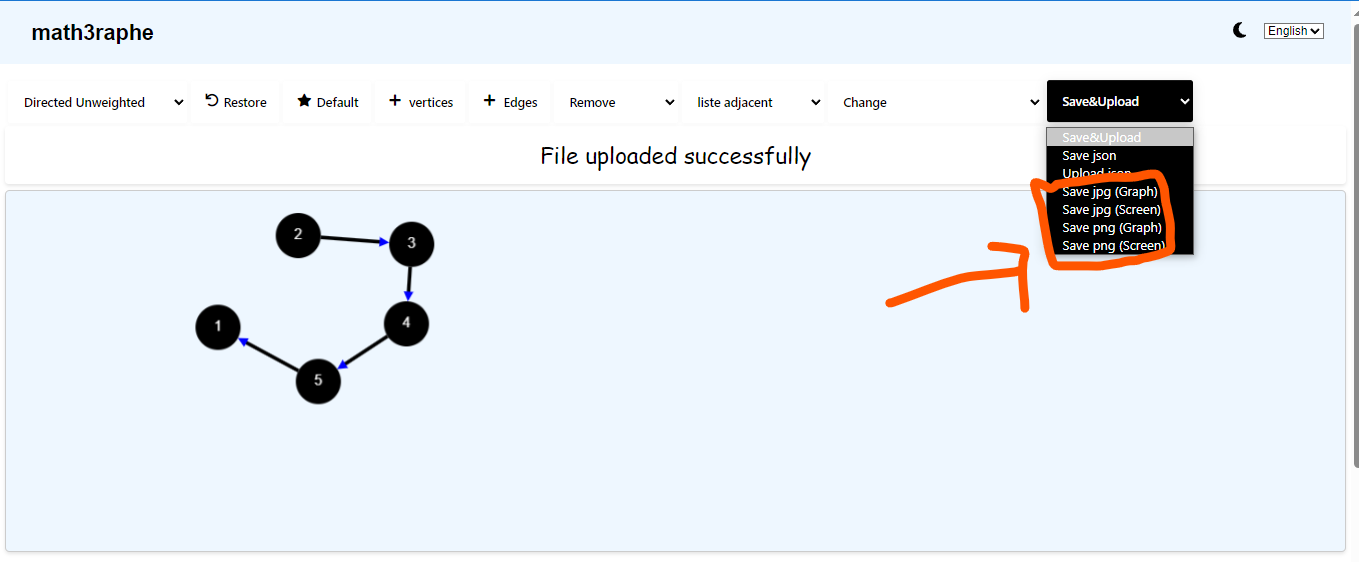 math3raphe
English
Directed Unweighted
Restore
Default
+ vertices
+ Edges
Remove
liste adjacent
Change
Save&Upload
File uploaded successfully
Save&Upload
Save json
Upload json
Save jpg (Graph)
Save jpg (Screen)
Save png (Graph)
Save png (Screen)
2
3
1
4
5